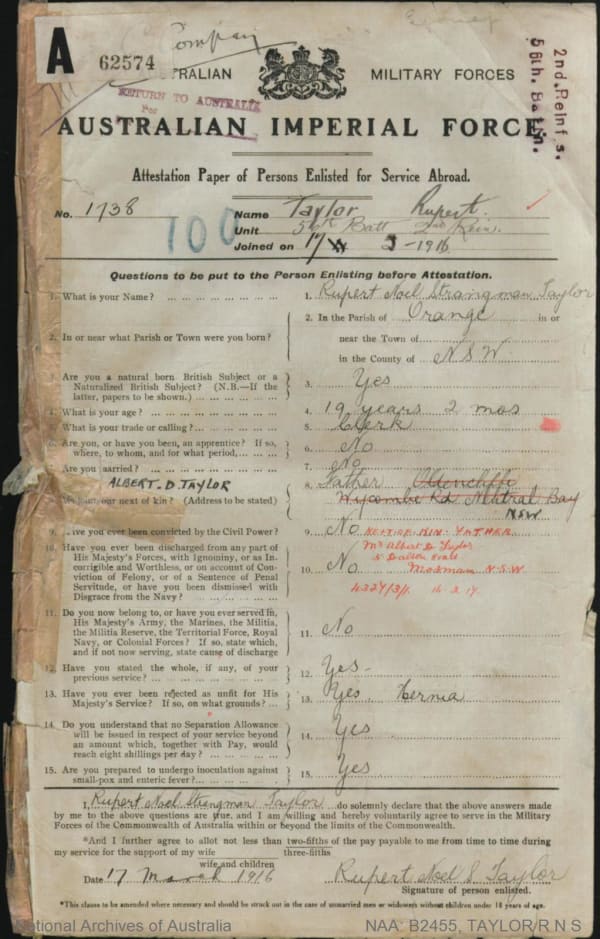 A 62574
Company
RETURN TO AUSTRALIA
TRALIAN MILITARY FORCES
2nd. Reinf's.
56th. Battn.
AUSTRALIAN IMPERIAL FORCE
Attestation Paper of Persons Enlisted for Service Abroad.
No. 1738 Name Taylor Rupert.
100 Unit 56th Batt 2nd Rein.
Joined on 17 3-1916
Questions to be put to the Person Enlisting before Attestation.
1. What is your Name? 1. Rupert Noel Strangman Taylor
2. In or near what Parish or Town were you born? 2. In the Parish of Orange in or
near the Town of
in the County of NSW.
3. Are you a natural born British Subject or a
Naturalized British Subject? (N.B.—If the 3. Yes
latter, papers to be shown.)
4. What is your age? 4. 19 years 2 mos
5. What is your trade or calling? 5. Clerk
6. Are you, or have you been, an apprentice? If so,
where, to whom, and for what period, 6. No
7. Are you married? 7. No
ALBERT. D. TAYLOR 8. Father
your next of kin? (Address to be stated) Wycombe Rd Neutral Bay
NSW
9. ive you ever been convicted by the Civil Power? 9. No NEXT OF KIN: FATHER
10. Have you ever been discharged from any part of Mr Albert D. Taylor
His Majesty's Forces, with Ignominy, or as In-
corrigible and Worthless, or on account of Con- 10. No Mosman N.S.W
viction of Felony, or of a Sentence of Penal
Servitude, or have you been dismissed with
Disgrace from the Navy? 16.2.17.
11. Do you now belong to, or have you ever served in,
His Majesty's Army, the Marines, the Militia,
the Militia Reserve, the Territorial Force, Royal 11. No
Navy, or Colonial Forces? If so, state which,
and if not now serving, state cause of discharge
12. Have you stated the whole, if any, of your
previous service? 12. Yes-
13. Have you ever been rejected as unfit for His
Majesty's Service? If so, on what grounds? 13. Yes Hernia
14. Do you understand that no Separation Allowance
will be issued in respect of your service beyond
an amount which, together with Pay, would 14. Yes
reach eight shillings per day?
15. Are you prepared to undergo inoculation against
small-pox and enteric fever? 15. Yes
I, Rupert Noel Strangman Taylor do solemnly declare that the above answers made
by me to the above questions are true, and I am willing and hereby voluntarily agree to serve in the Military
Forces of the Commonwealth of Australia within or beyond the limits of the Commonwealth.
*And I further agree to allot not less than two-fifths of the pay payable to me from time to time during
my service for the support of my wife three-fifths
wife and children
Date 17 March 1916 Rupert Noel S Taylor
Signature of person enlisted.
*This clause to be amended where necessary and should be struck out in the case of unmarried men or widowers without children under 18 years of age.
National Archives of Australia NAA: B2455, TAYLOR/R N S